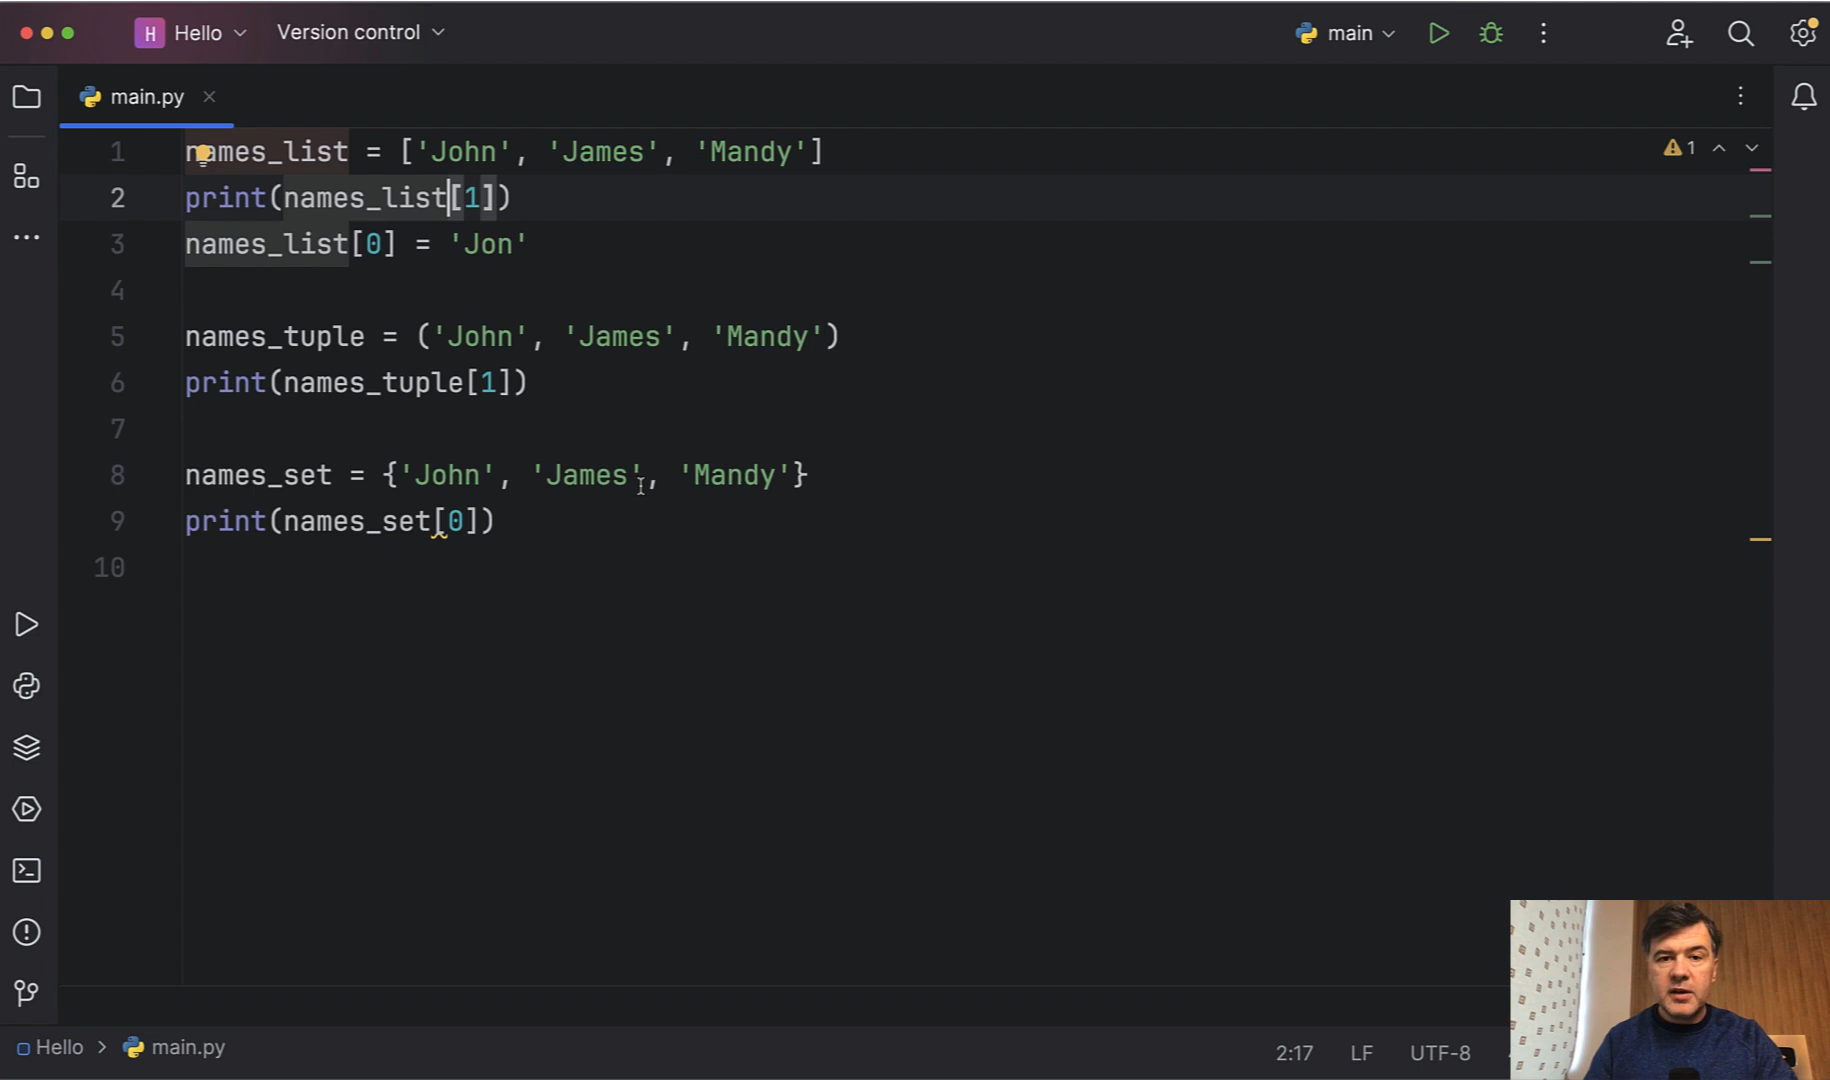 H Hello Version control main
main.py
1 names_list = ['John', 'James', 'Mandy'] 1
2 print(names_list[1])
3 names_list[0] = 'Jon'
4
5 names_tuple = ('John', 'James', 'Mandy')
6 print(names_tuple[1])
7
8 names_set = {'John', 'James', 'Mandy'}
9 print(names_set[0])
10
Hello > main.py 2:17 LF UTF-8